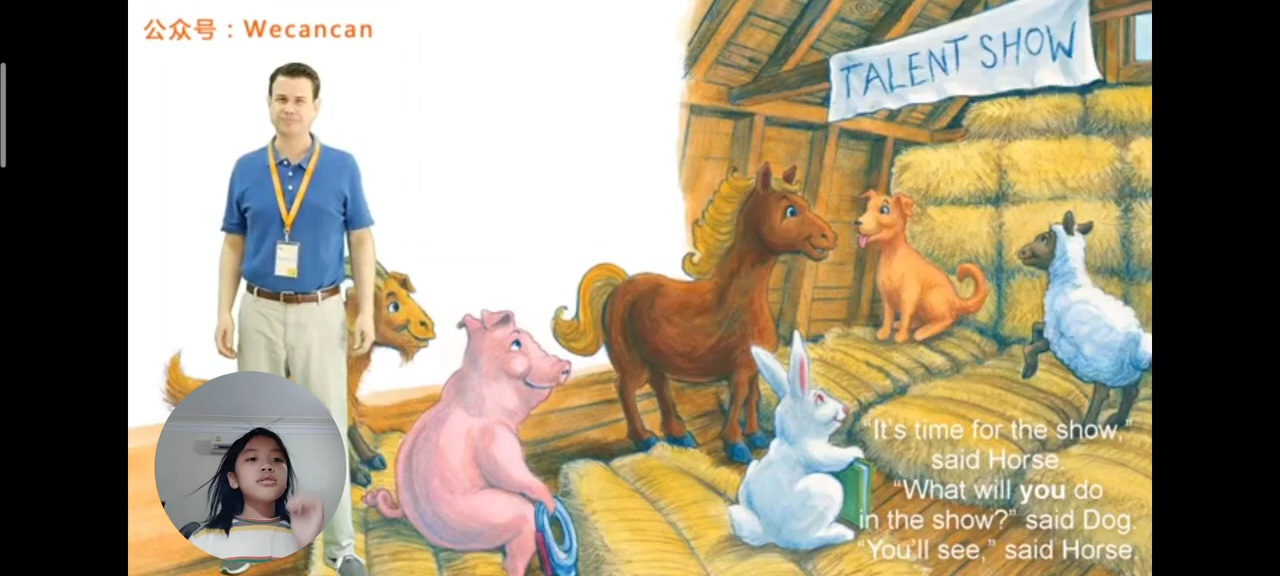 公众号：Wecancan
TALENT SHOW
“It’s time for the show,”
said Horse.
“What will you do
in the show?” said Dog.
“You’ll see,” said Horse.